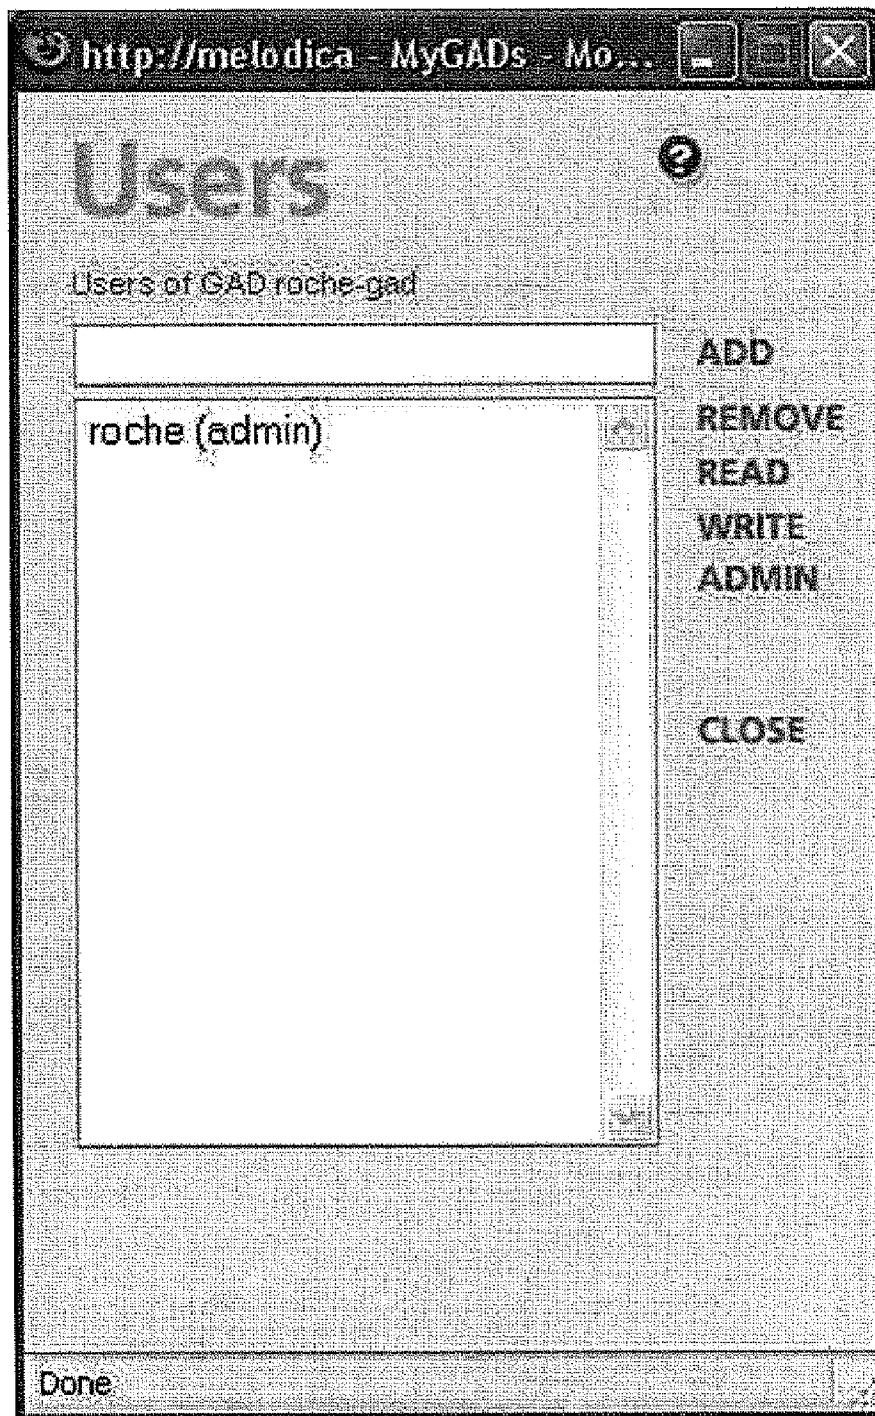 http://melodica - MyGADs - Mo...
Users
?
Users of GAD roche-gad
ADD
roche (admin)
REMOVE
READ
WRITE
ADMIN
CLOSE
Done